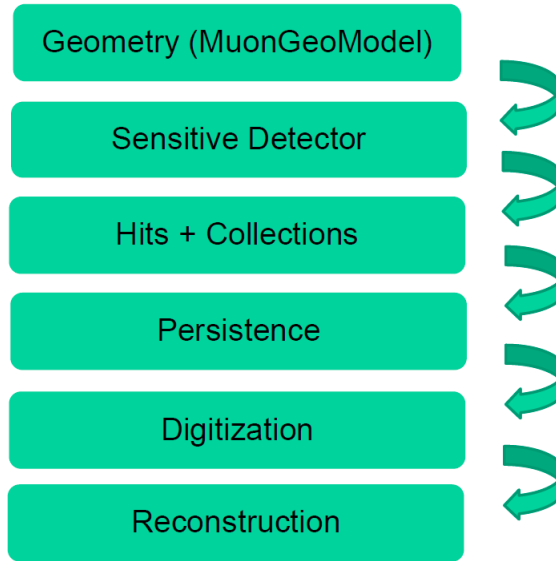 Geometry (MuonGeoModel)
Sensitive Detector
Hits + Collections
Persistence
Digitization
Reconstruction